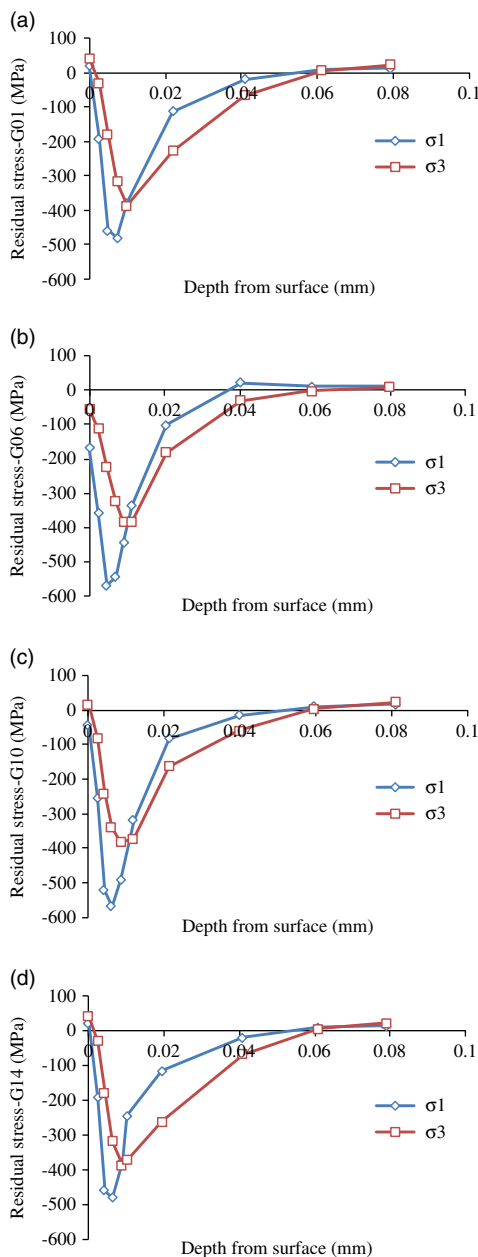 (a)
Residual stress-G01 (MPa)
100
0
-100
-200
-300
-400
-500
-600
0 0.02 0.04 0.06 0.08 0.1
σ1
σ3
Depth from surface (mm)
(b)
Residual stress-G06 (MPa)
100
0
-100
-200
-300
-400
-500
-600
0 0.02 0.04 0.06 0.08 0.1
σ1
σ3
Depth from surface (mm)
(c)
Residual stress-G10 (MPa)
100
0
-100
-200
-300
-400
-500
-600
0 0.02 0.04 0.06 0.08 0.1
σ1
σ3
Depth from surface (mm)
(d)
Residual stress-G14 (MPa)
100
0
-100
-200
-300
-400
-500
-600
0 0.02 0.04 0.06 0.08 0.1
σ1
σ3
Depth from surface (mm)